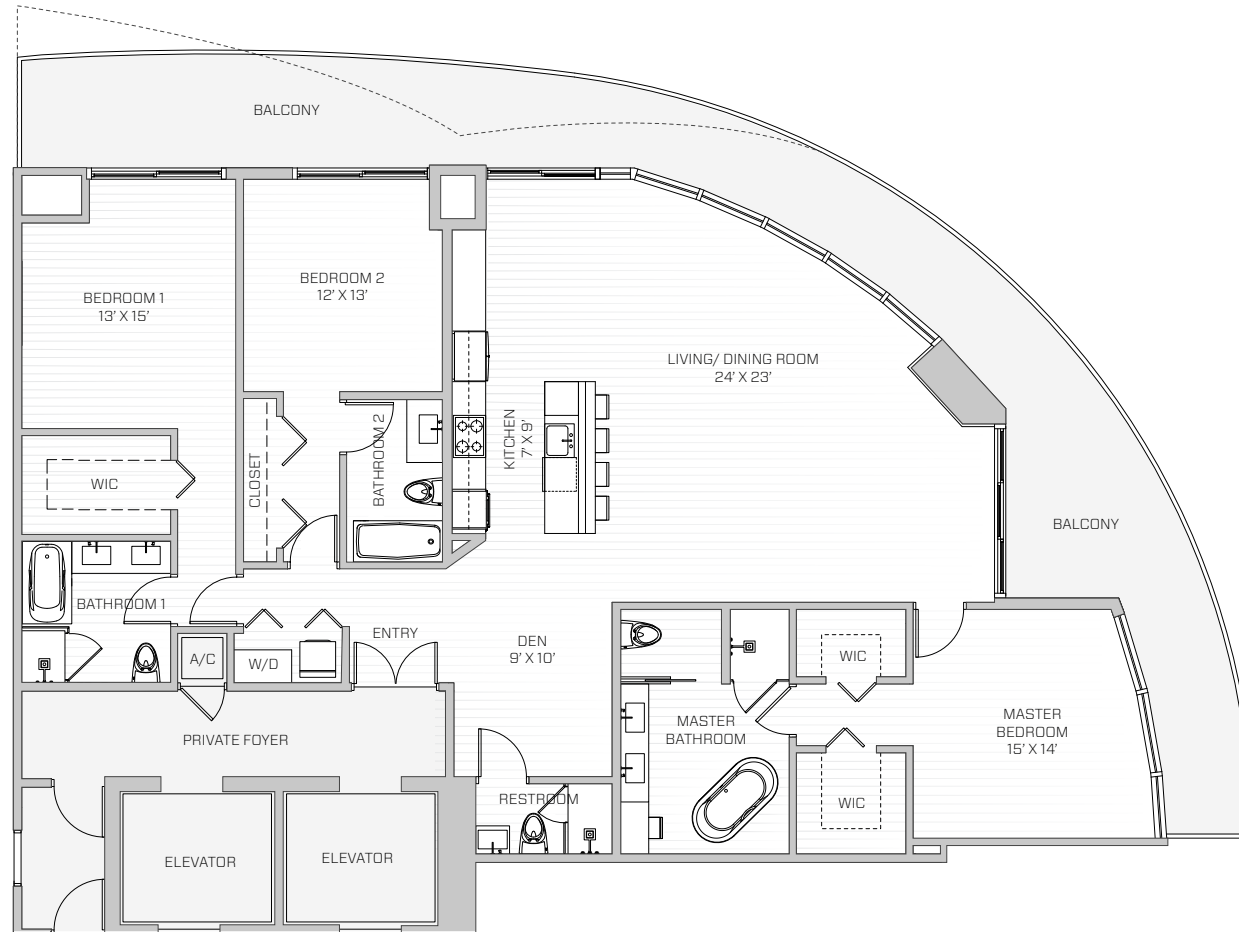 BALCONY
BEDROOM 1
13' X 15'
BEDROOM 2
12' X 13'
LIVING/ DINING ROOM
24' X 23'
KITCHEN
7' X 9'
WIC
CLOSET
BATHROOM 2
BALCONY
BATHROOM 1
A/C
W/D
ENTRY
DEN
9' X 10'
WIC
MASTER
BATHROOM
MASTER
BEDROOM
15' X 14'
PRIVATE FOYER
RESTROOM
WIC
ELEVATOR
ELEVATOR